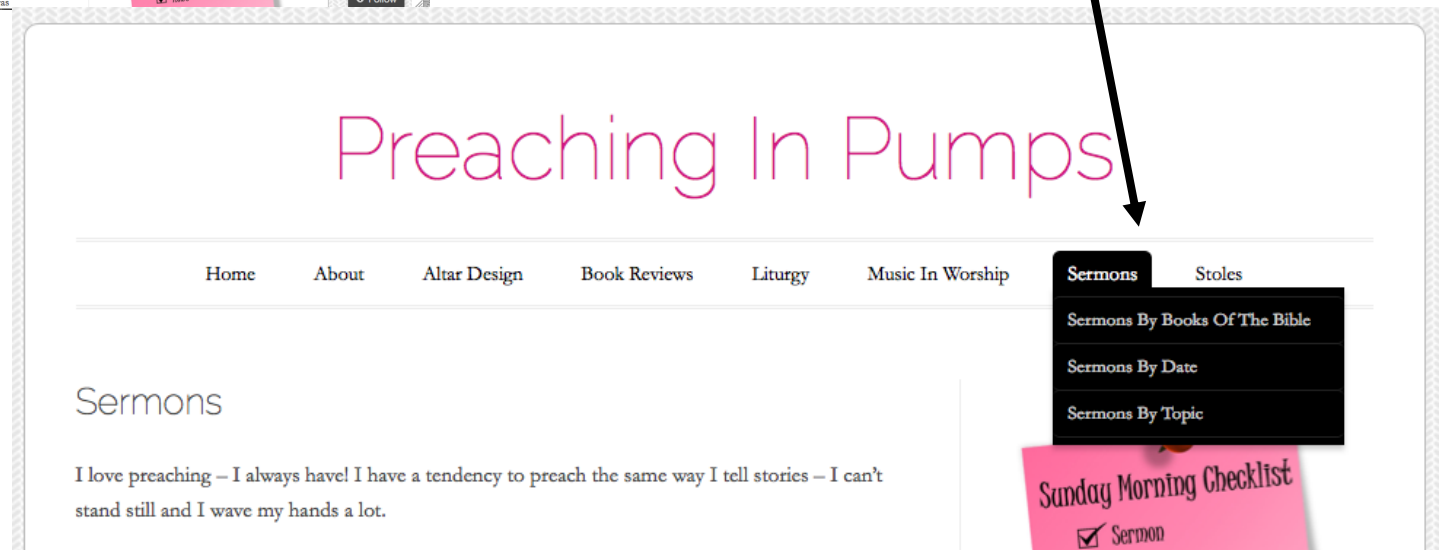 Preaching In Pumps
Home About Altar Design Book Reviews Liturgy Music In Worship Sermons Stoles
Sermons By Books Of The Bible
Sermons By Date
Sermons By Topic
Sermons
I love preaching – I always have! I have a tendency to preach the same way I tell stories – I can't
stand still and I wave my hands a lot.
Sunday Morning Checklist
Sermon